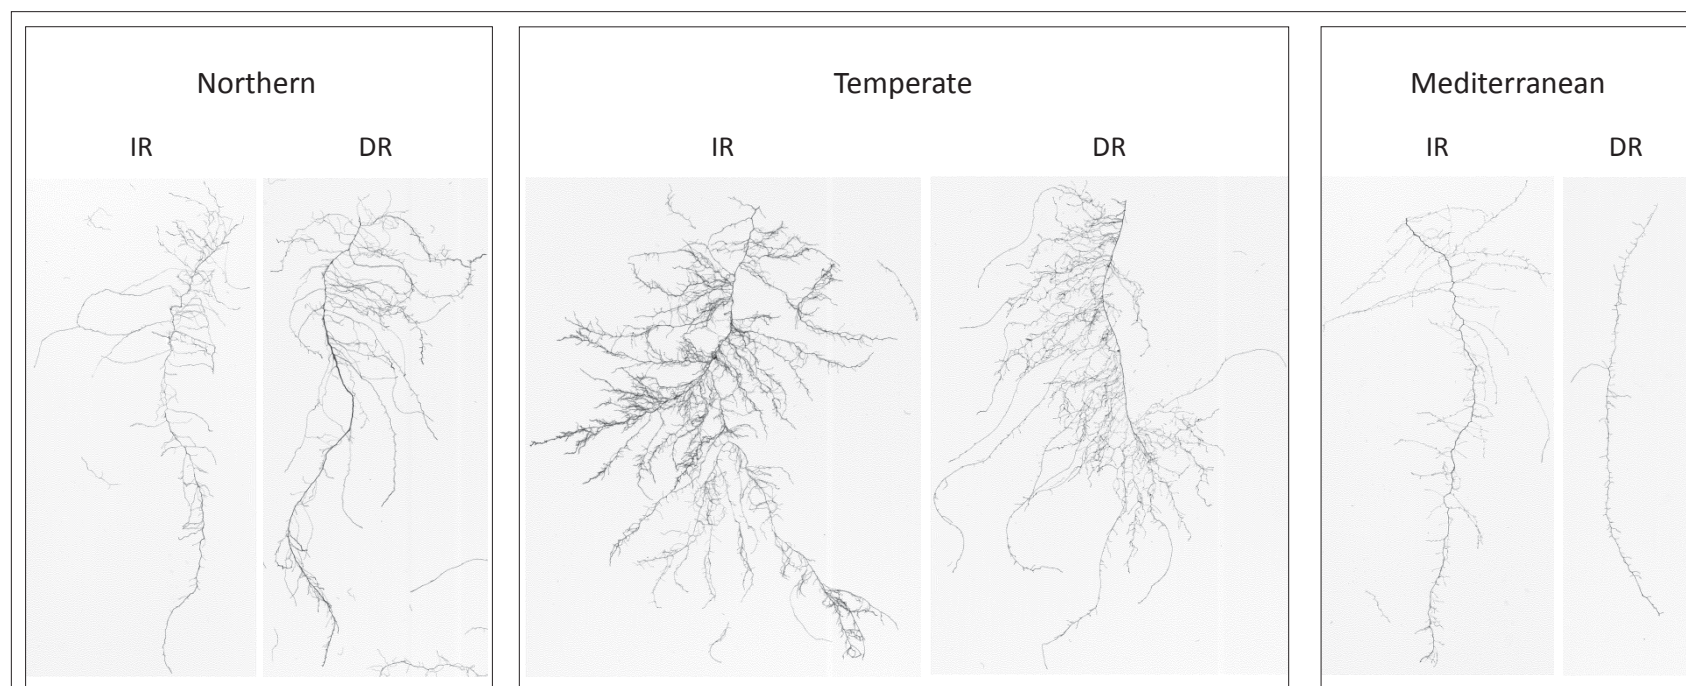 Northern
Temperate
Mediterranean
IR
DR
IR
DR
IR
DR